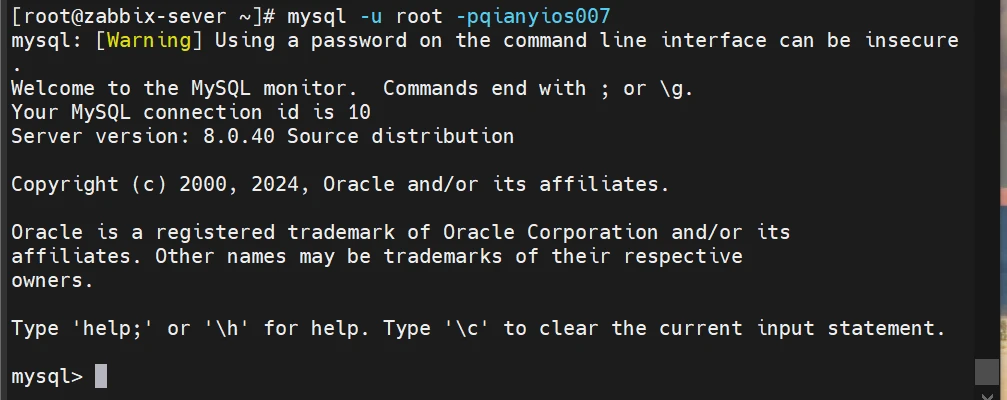 [root@zabbix-sever ~]# mysql -u root -pqianyios007
mysql: [Warning] Using a password on the command line interface can be insecure
.
Welcome to the MySQL monitor.  Commands end with ; or \g.
Your MySQL connection id is 10
Server version: 8.0.40 Source distribution

Copyright (c) 2000, 2024, Oracle and/or its affiliates.

Oracle is a registered trademark of Oracle Corporation and/or its
affiliates. Other names may be trademarks of their respective
owners.

Type 'help;' or '\h' for help. Type '\c' to clear the current input statement.

mysql>